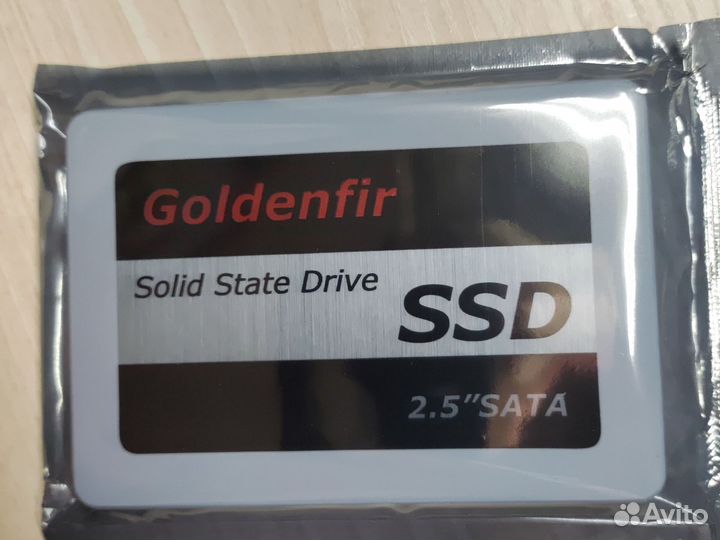 Goldenfir
Solid State Drive
SSD
2.5"SATA
Avito